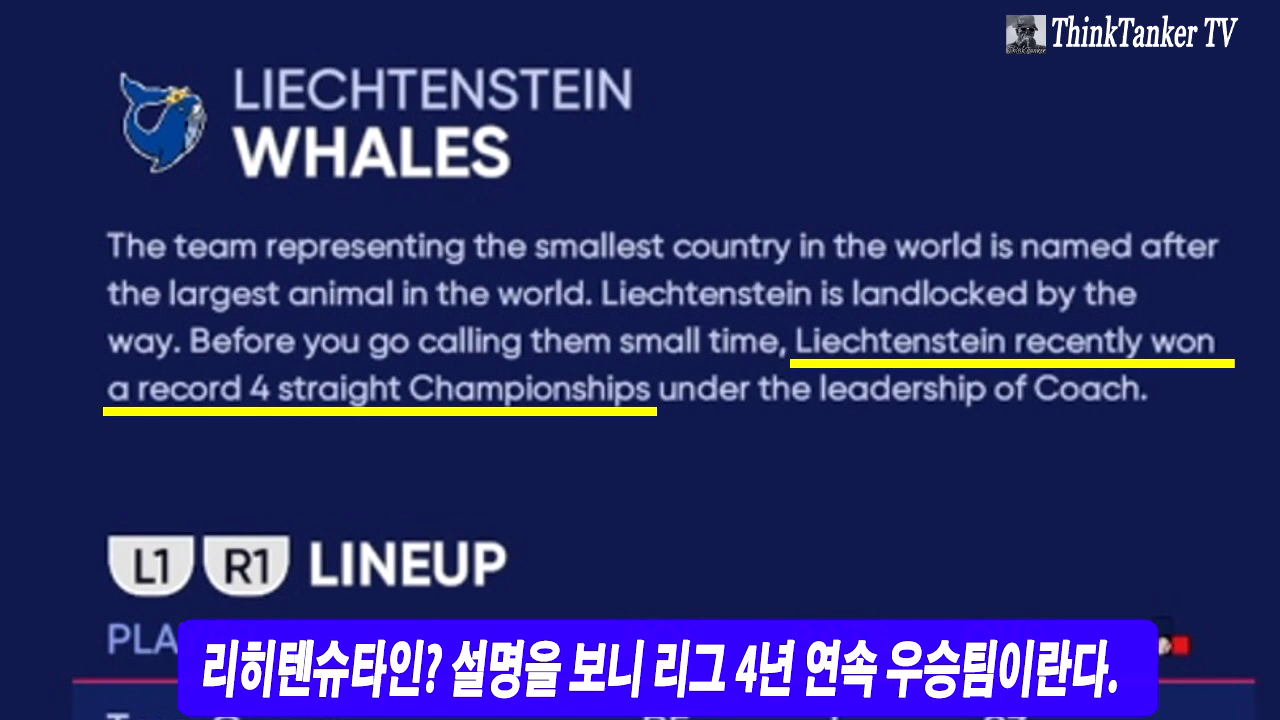 ThinkTanker TV
LIECHTENSTEIN
WHALES
The team representing the smallest country in the world is named after
the largest animal in the world. Liechtenstein is landlocked by the
way. Before you go calling them small time, Liechtenstein recently won
a record 4 straight Championships under the leadership of Coach.
L1 R1 LINEUP
PLA
리히텐슈타인? 설명을 보니 리그 4년 연속 우승팀이란다.